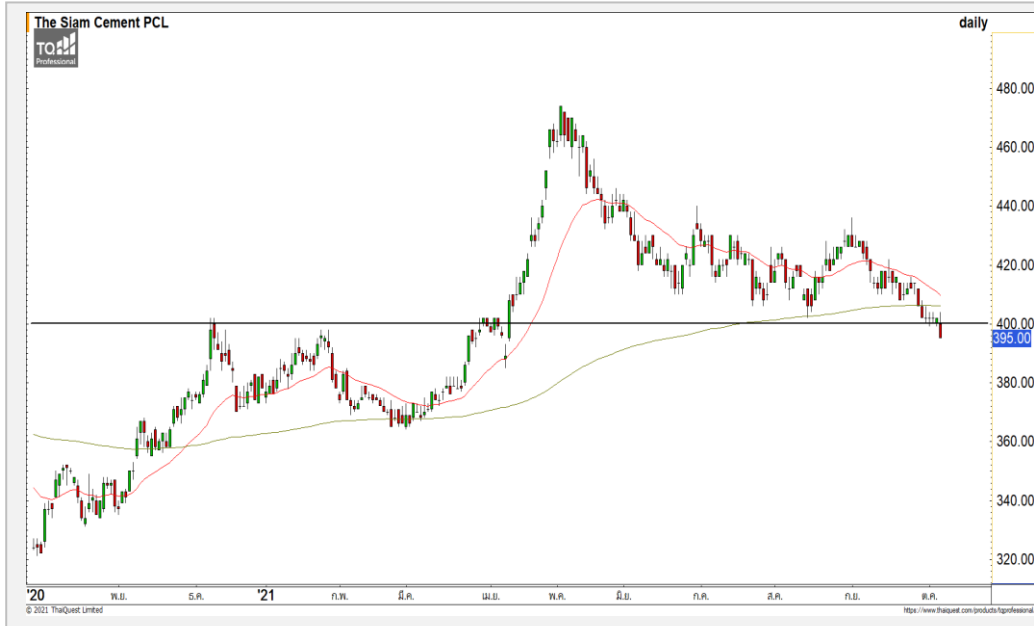 The Siam Cement PCL daily
TQ
Professional
480.00
460.00
440.00
420.00
400.00
395.00
380.00
360.00
340.00
320.00
'20 พ.ย. ธ.ค. '21 ก.พ. มี.ค. เม.ย. พ.ค. มิ.ย. ก.ค. ส.ค. ก.ย. ต.ค.
© 2021 ThaiQuest Limited https://www.thaiquest.com/products/tqprofessional